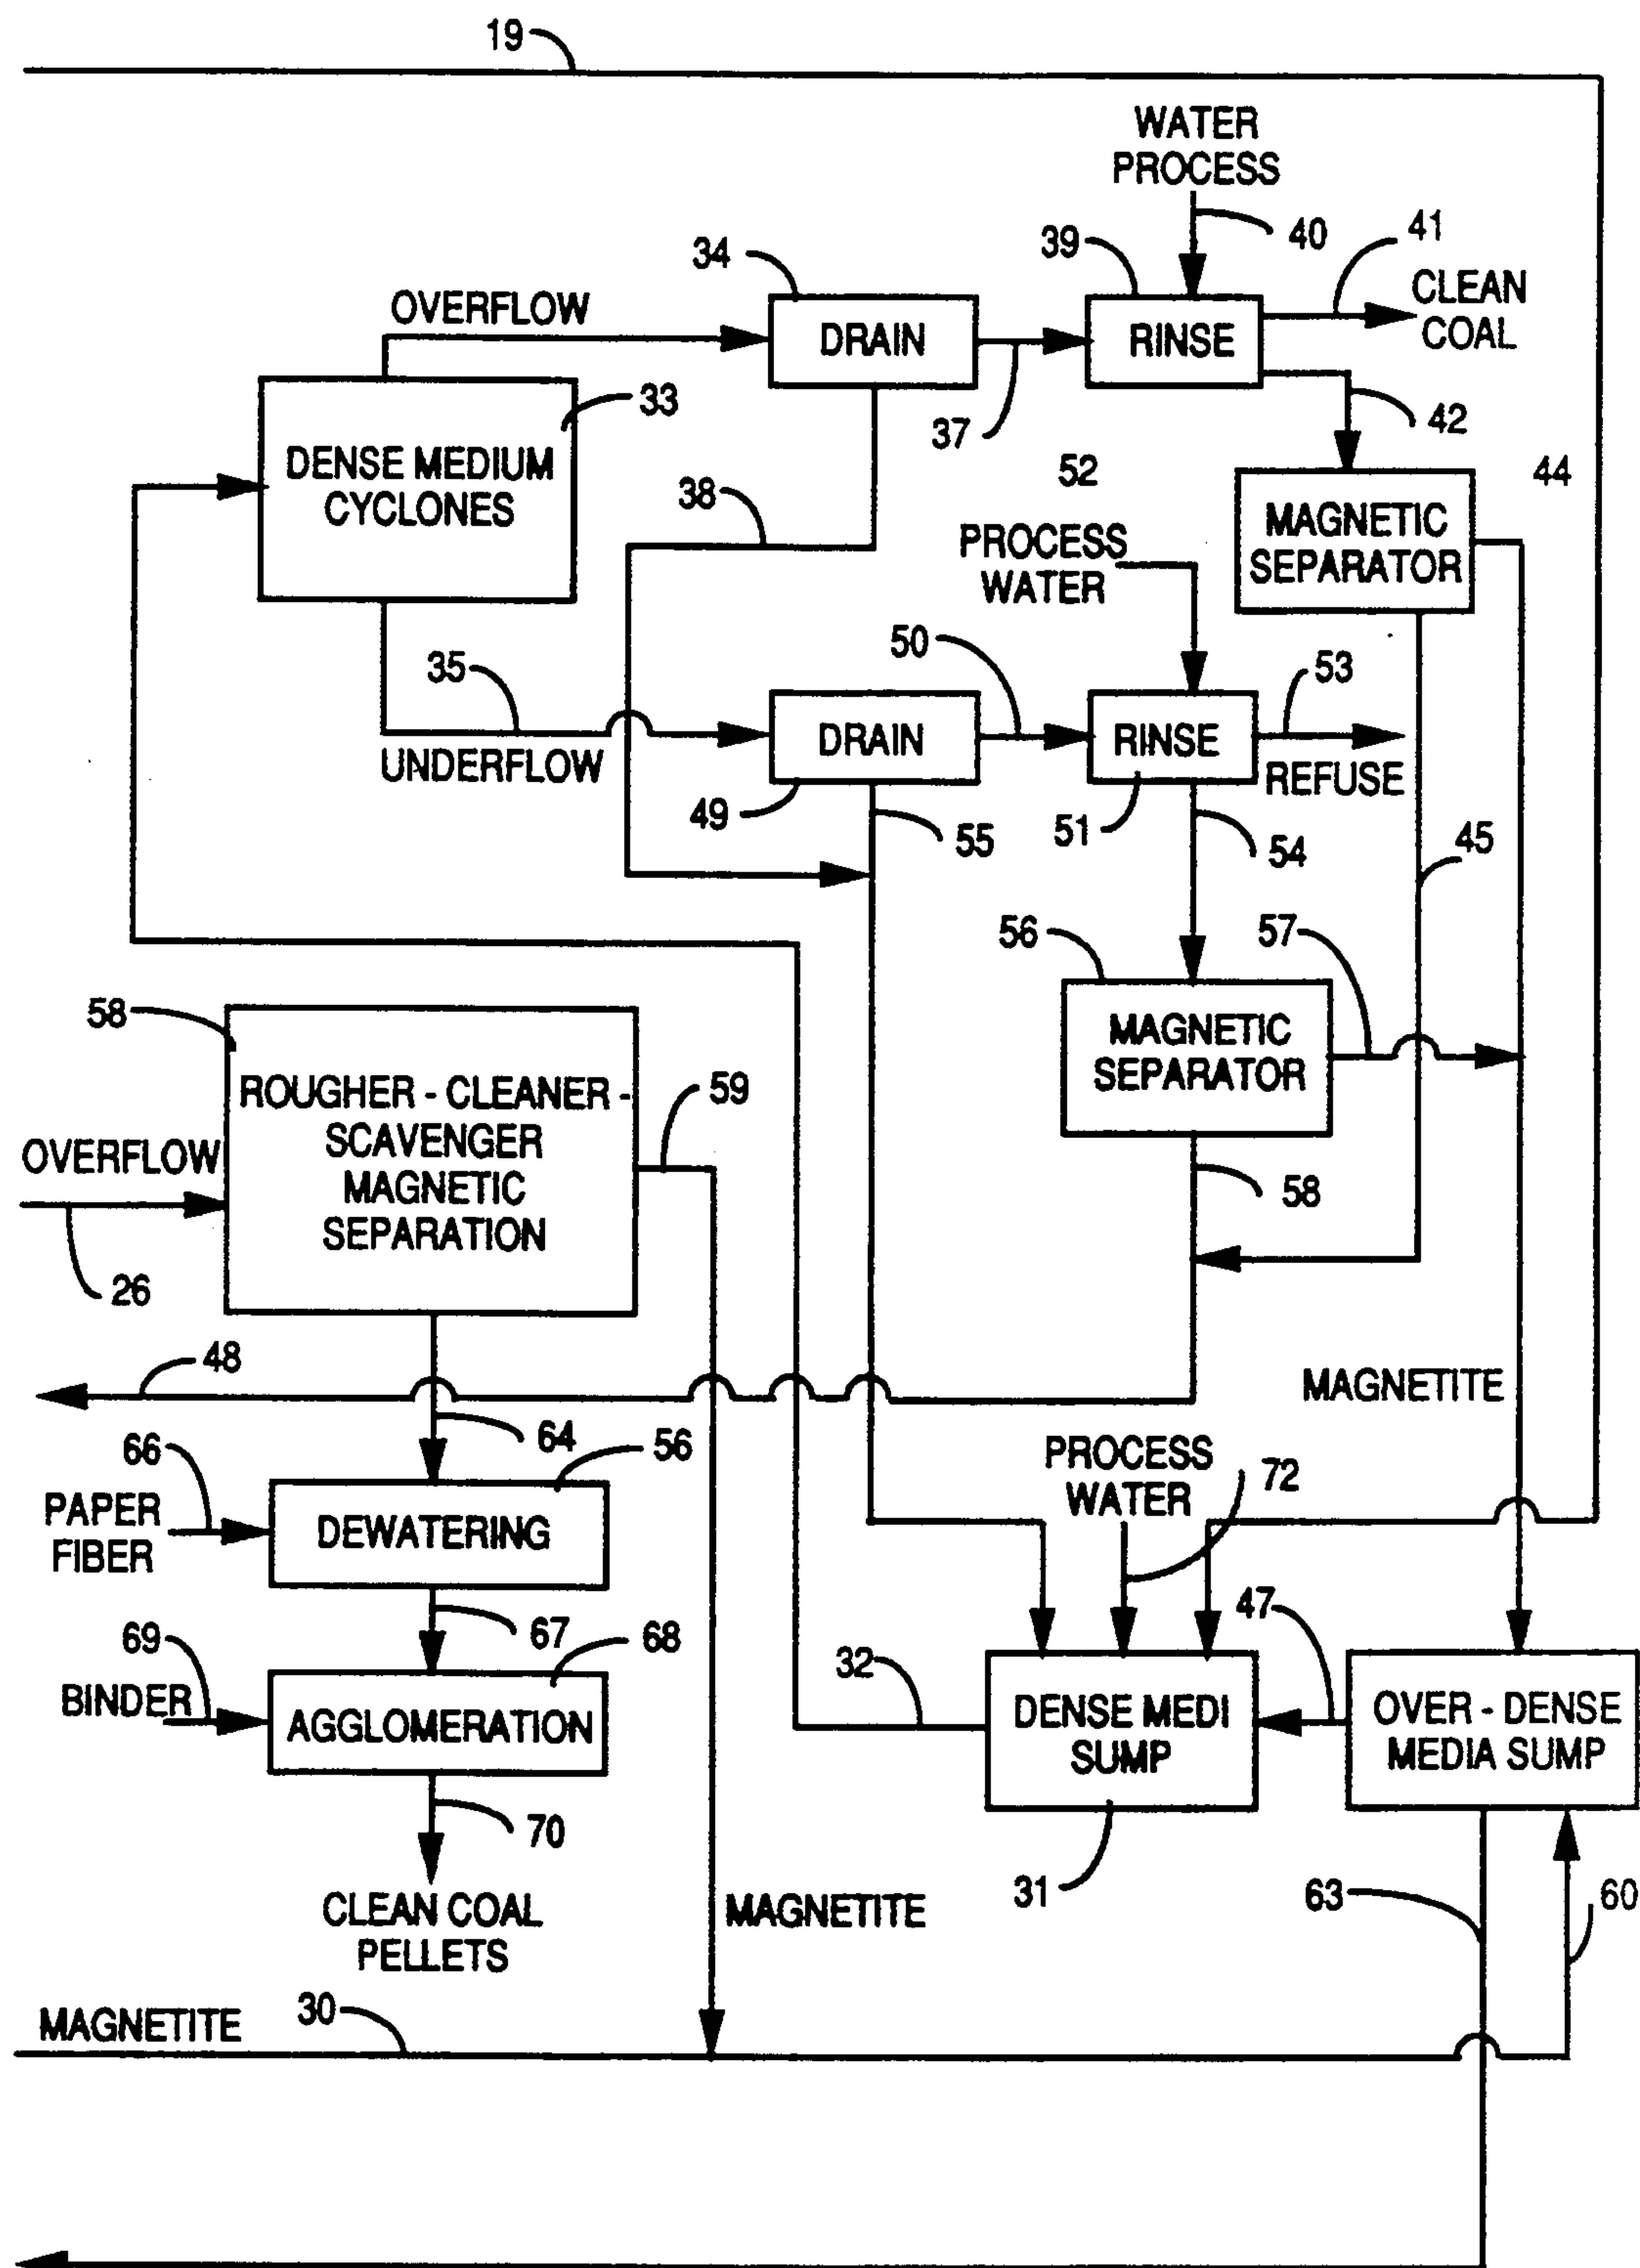 19
WATER
PROCESS
40
41
34
39
CLEAN
COAL
OVERFLOW
DRAIN
RINSE
33
37
42
DENSE MEDIUM
CYCLONES
38
52
44
MAGNETIC
SEPARATOR
PROCESS
WATER
35
50
53
DRAIN
RINSE
UNDERFLOW
REFUSE
49
55
51
54
45
56
57
58
MAGNETIC
SEPARATOR
ROUGHER - CLEANER -
SCAVENGER
MAGNETIC
SEPARATION
59
OVERFLOW
26
58
48
MAGNETITE
64
66
56
PROCESS
WATER
72
PAPER
FIBER
DEWATERING
47
67
69
68
32
BINDER
AGGLOMERATION
DENSE MEDI
SUMP
OVER - DENSE
MEDIA SUMP
70
31
63
60
CLEAN COAL
PELLETS
MAGNETITE
MAGNETITE
30